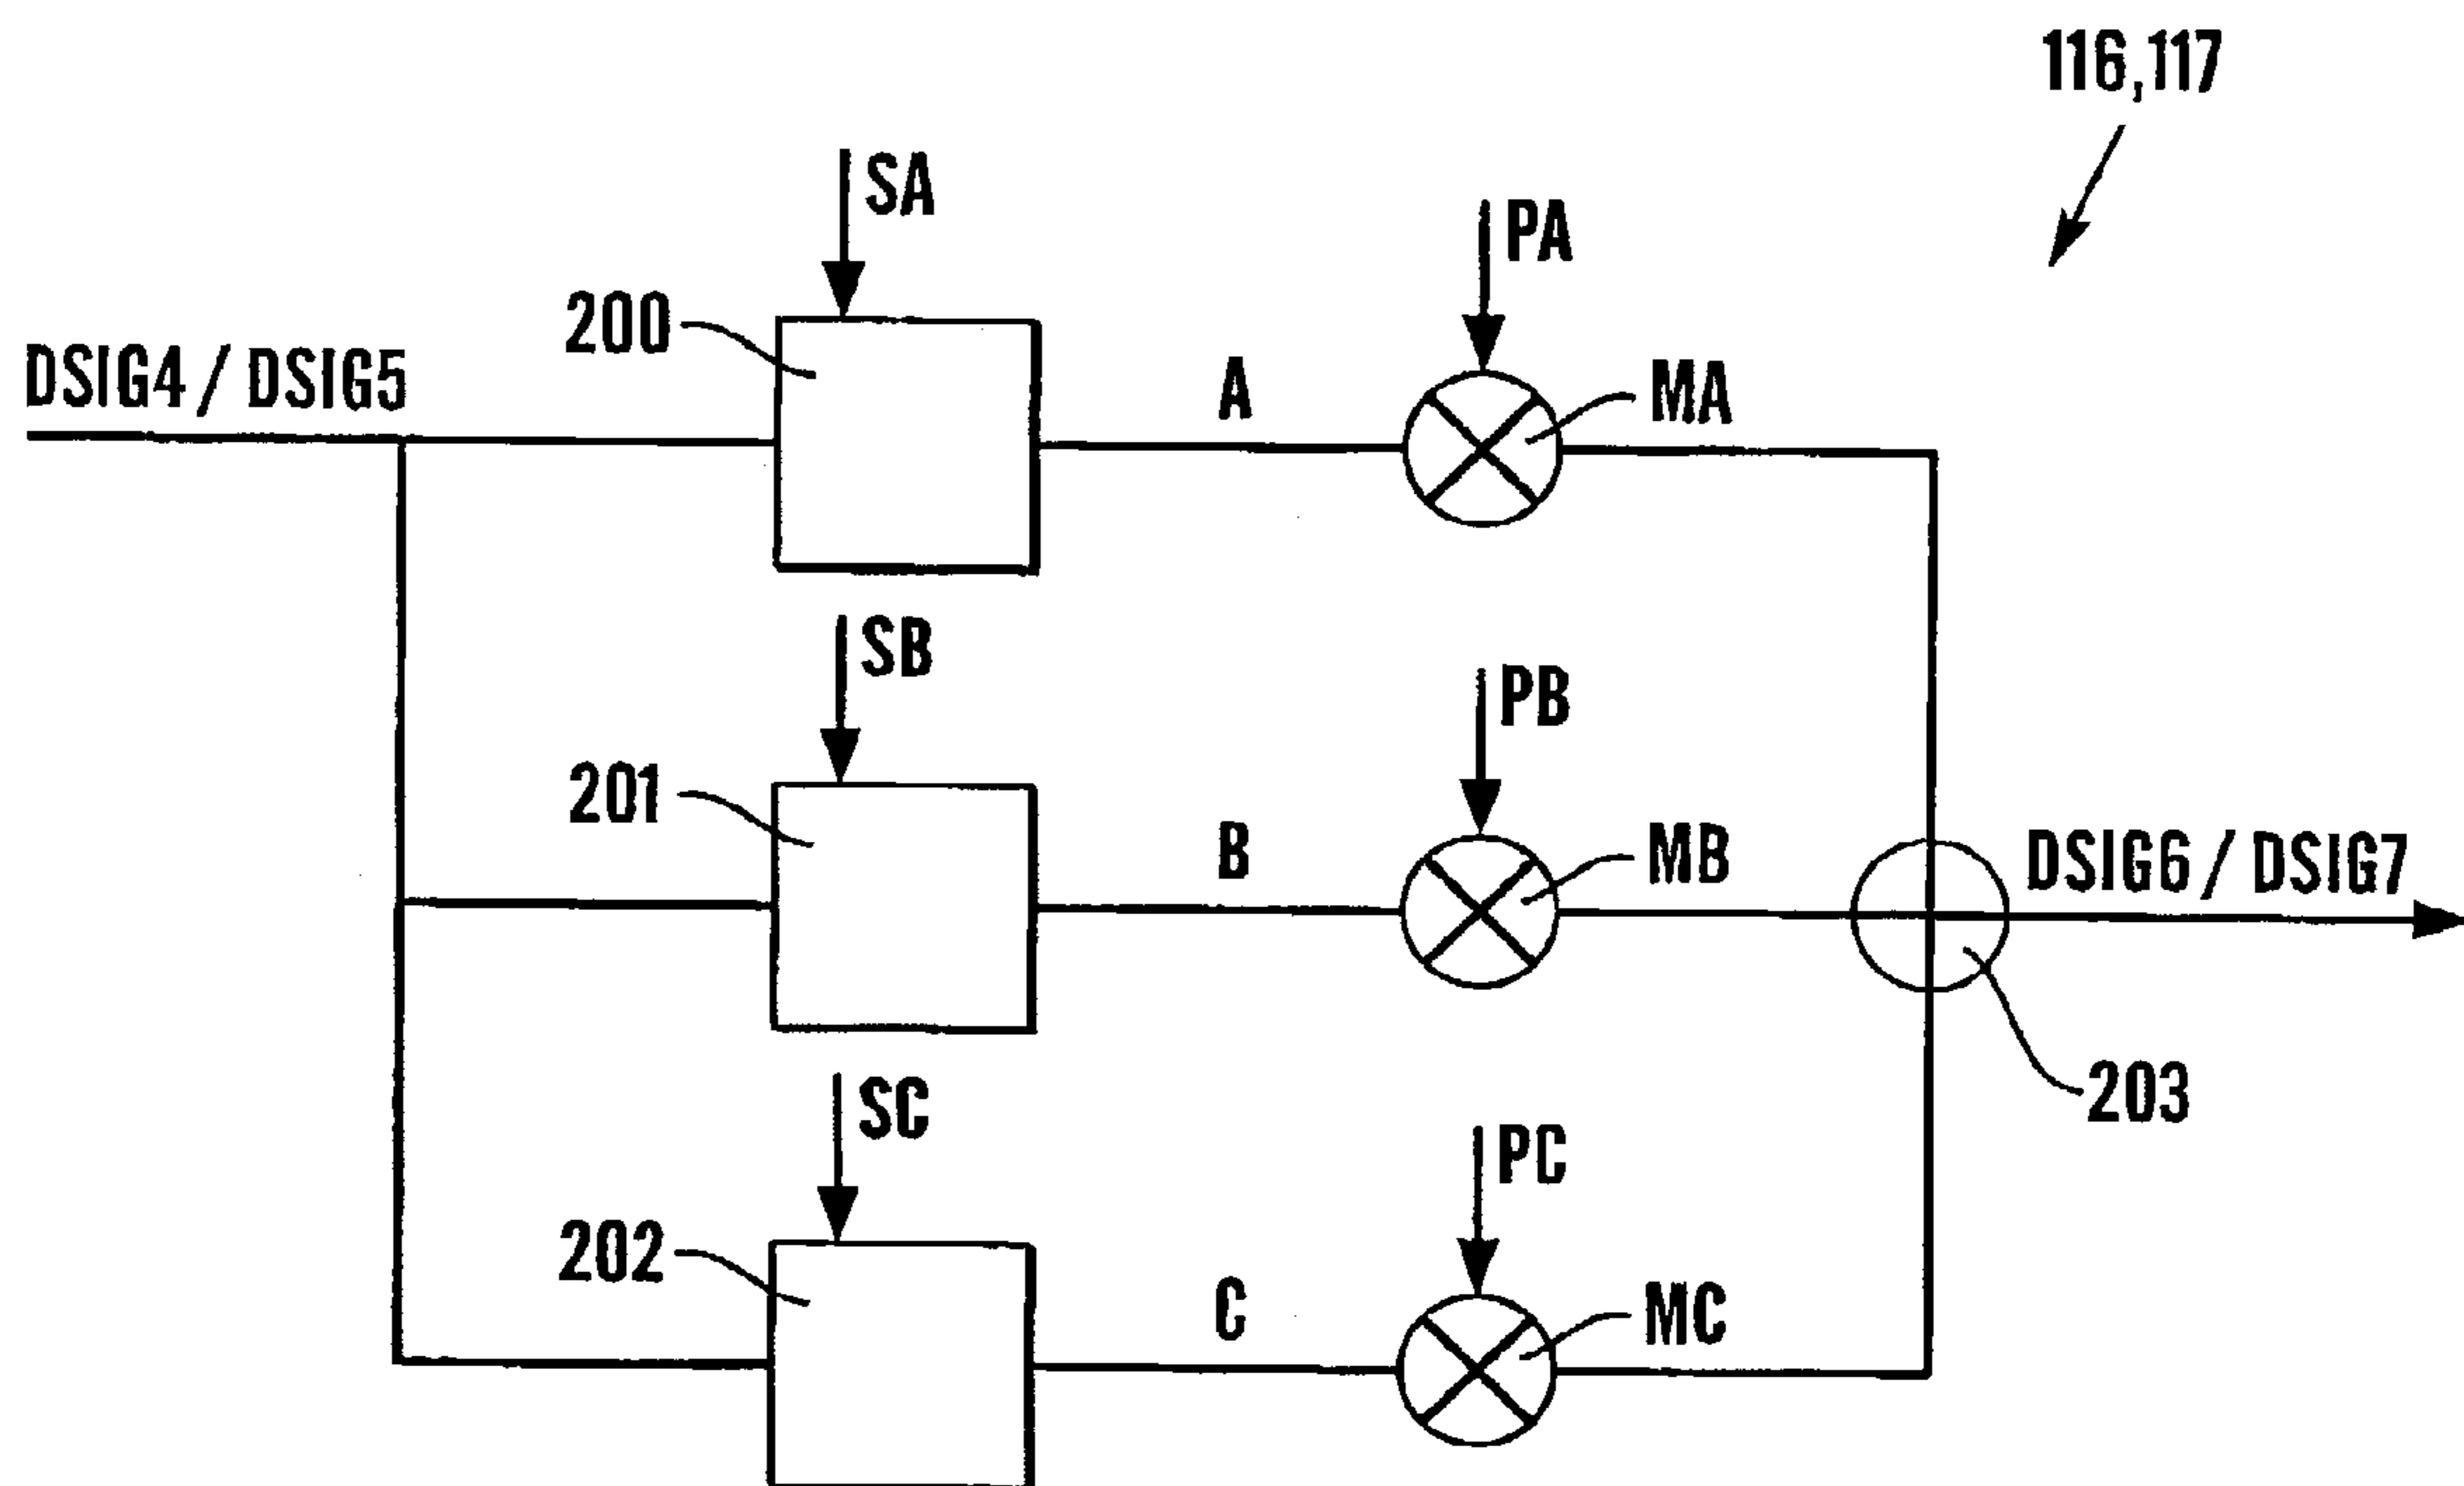 116,117
SA
PA
200
DSIG4 / DSIG5
A
MA
SB
PB
201
B
MB
DSIG6 / DSIG7
203
SC
PC
202
C
MC